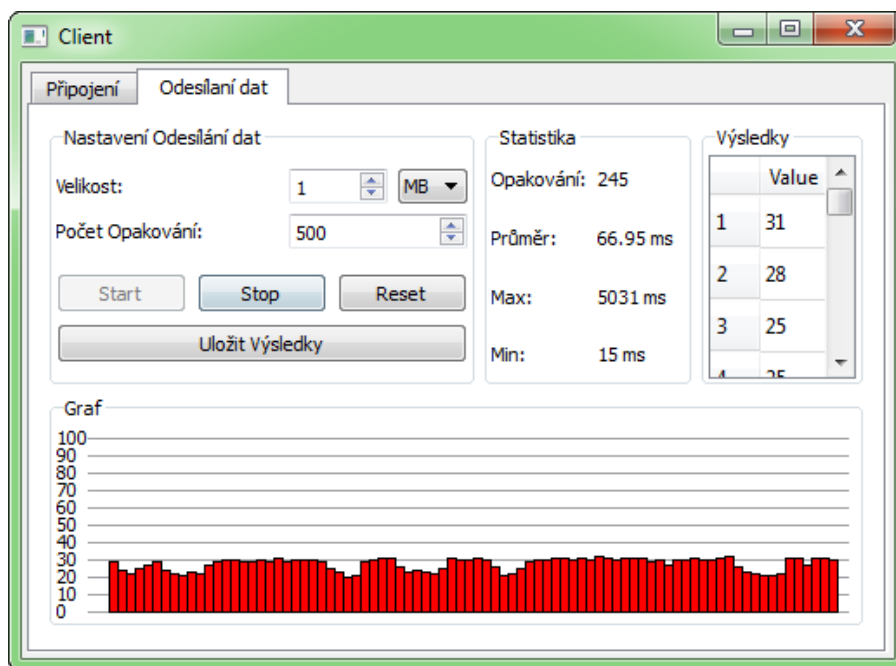 Client
Připojení Odesílaní dat
Nastavení Odesílání dat
Velikost: 1 MB
Počet Opakování: 500
Start Stop Reset
Uložit Výsledky
Statistika
Opakování: 245
Průměr: 66.95 ms
Max: 5031 ms
Min: 15 ms
Výsledky
Value
1 31
2 28
3 25
Graf
100
90
80
70
60
50
40
30
20
10
0